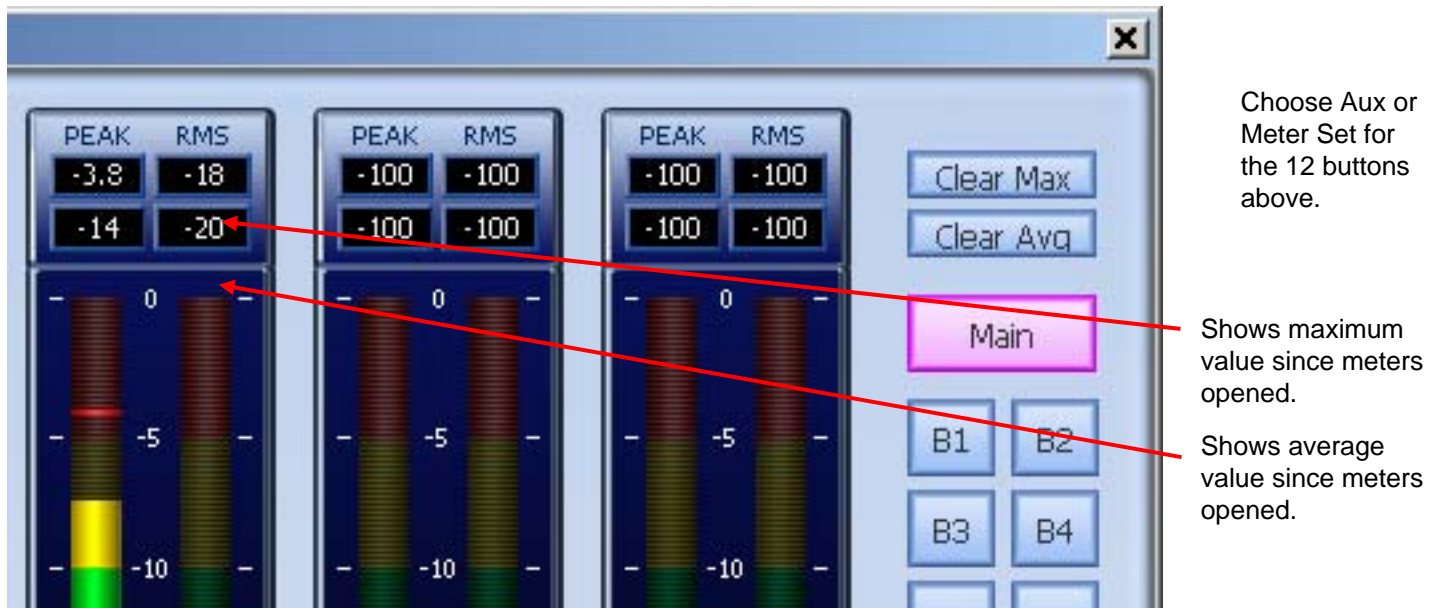 Choose Aux or
Meter Set for
the 12 buttons
above.
PEAK RMS PEAK RMS PEAK RMS
-3.8 -18 -100 -100 -100 -100
-14 -20 -100 -100 -100 -100
Clear Max
Clear Avg
0 0 0
Main
Shows maximum
value since meters
opened.
-5 -5 -5
B1 B2
Shows average
value since meters
opened.
B3 B4
-10 -10 -10